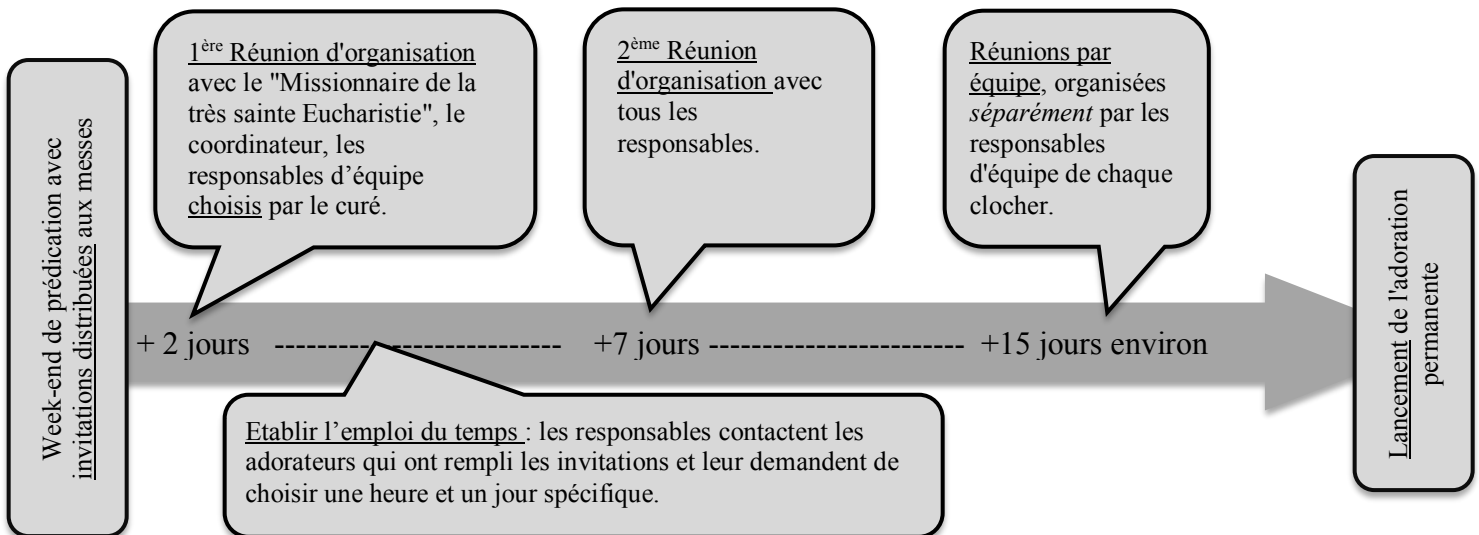 Week-end de prédication avec
invitations distribuées aux messes
1ère Réunion d'organisation
avec le "Missionnaire de la
très sainte Eucharistie", le
coordinateur, les
responsables d’équipe
choisis par le curé.
2ème Réunion
d'organisation avec
tous les
responsables.
Réunions par
équipe, organisées
séparément par les
responsables
d'équipe de chaque
clocher.
+ 2 jours --------------------------- +7 jours ------------------------ +15 jours environ
Etablir l’emploi du temps : les responsables contactent les
adorateurs qui ont rempli les invitations et leur demandent de
choisir une heure et un jour spécifique.
Lancement de l'adoration
permanente